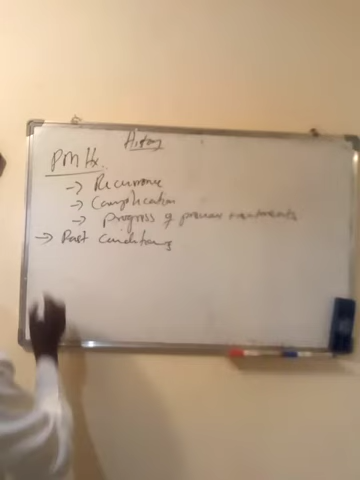 History
PMHx.
→ Recurrence
→ Complication
→ Progress of previous treatments
→ Past conditions